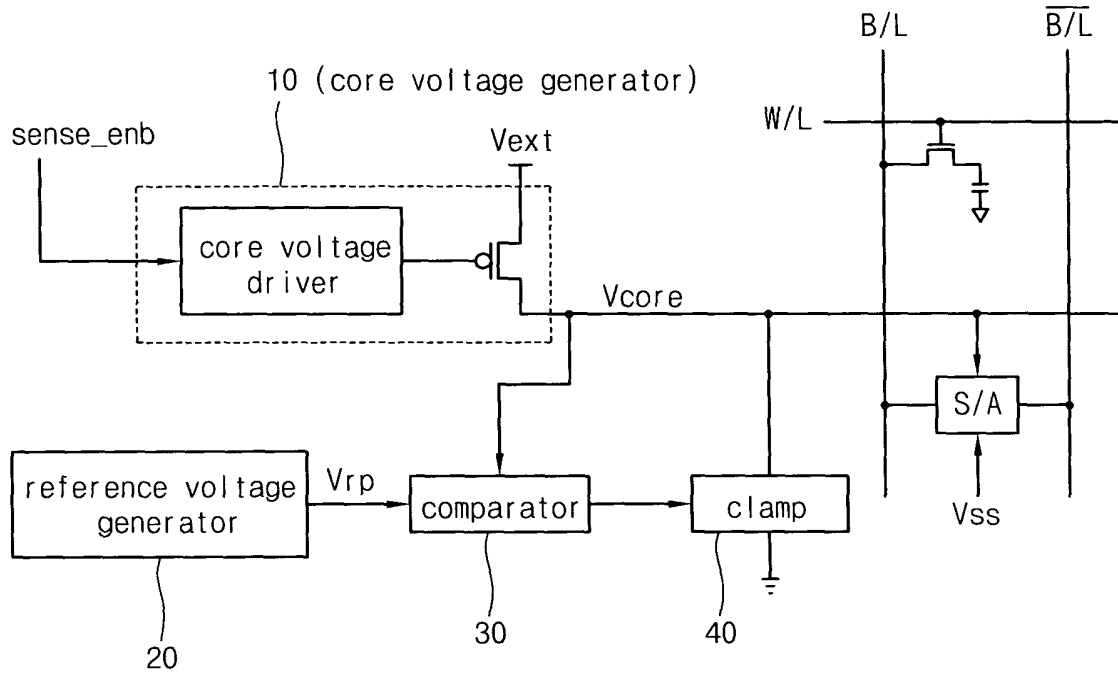 B/L
B/L
10 (core voltage generator)
sense_enb
Vext
W/L
core voltage
driver
Vcore
S/A
reference voltage
generator
Vrp
comparator
clamp
Vss
30
40
20